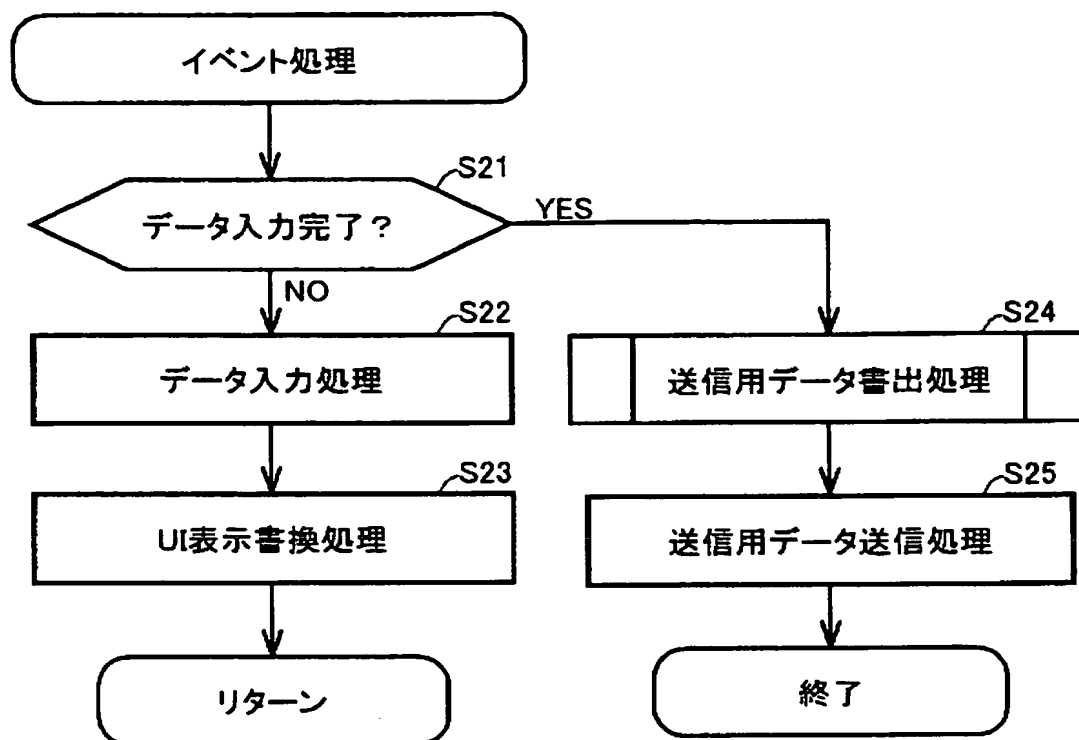 イベント処理
S21
データ入力完了？
YES
NO
S22
データ入力処理
S23
UI表示書換処理
リターン
S24
送信用データ書出処理
S25
送信用データ送信処理
終了